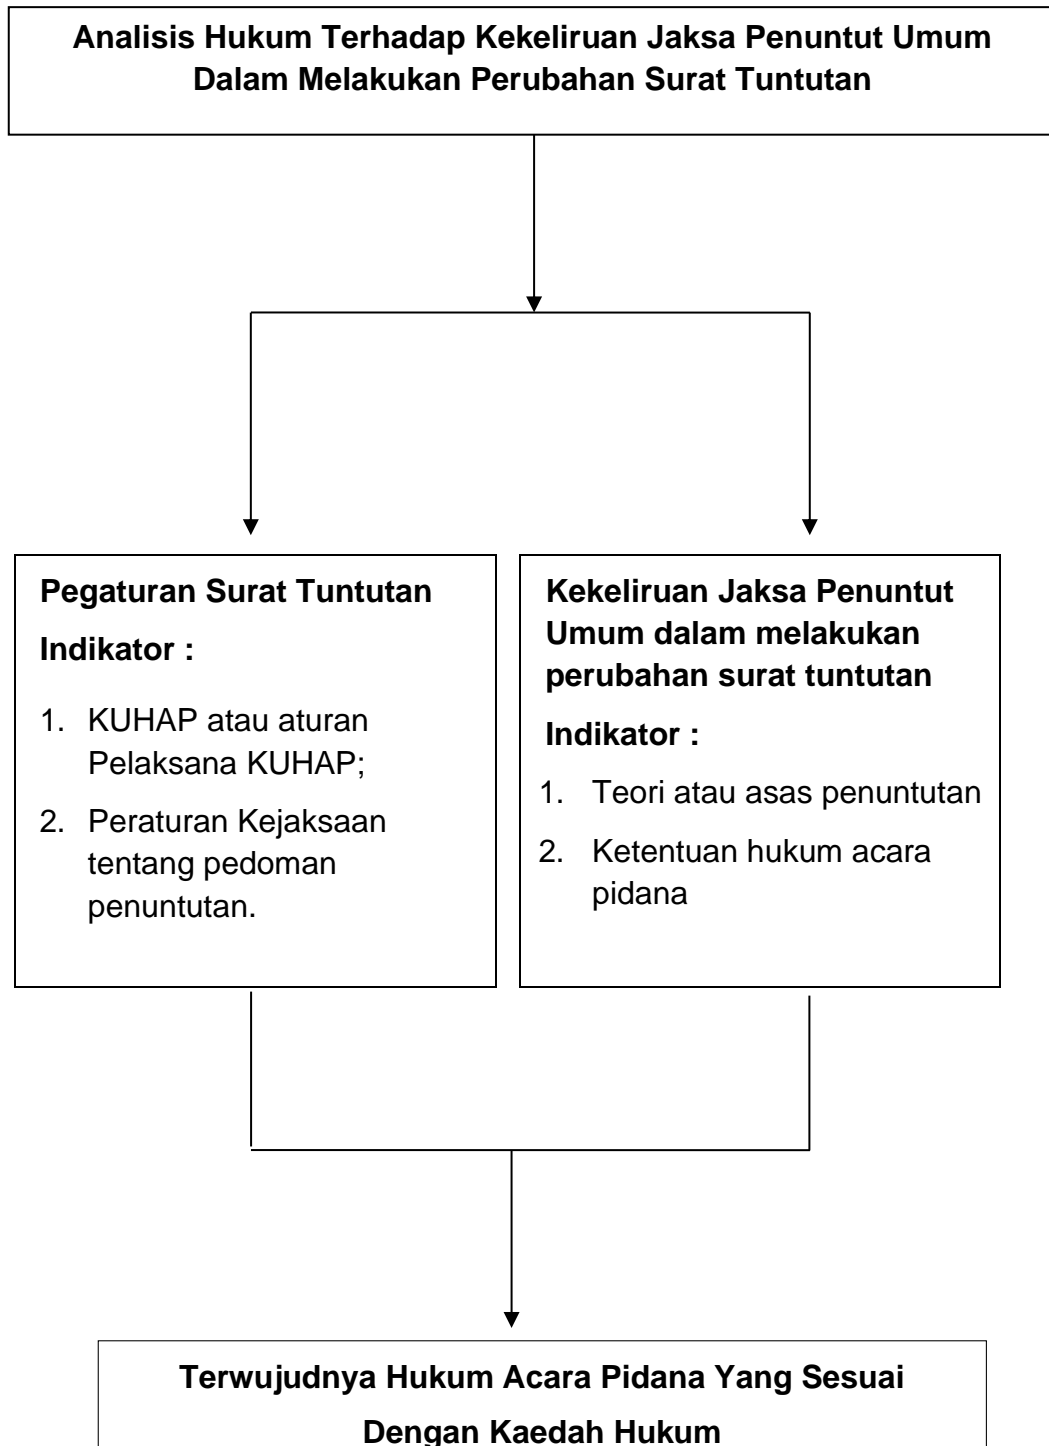 Analisis Hukum Terhadap Kekeliruan Jaksa Penuntut Umum
Dalam Melakukan Perubahan Surat Tuntutan
Pegaturan Surat Tuntutan
Indikator :
1. KUHAP atau aturan
Pelaksana KUHAP;
2. Peraturan Kejaksaan
tentang pedoman
penuntutan.
Kekeliruan Jaksa Penuntut
Umum dalam melakukan
perubahan surat tuntutan
Indikator :
1. Teori atau asas penuntutan
2. Ketentuan hukum acara
pidana
Terwujudnya Hukum Acara Pidana Yang Sesuai
Dengan Kaedah Hukum